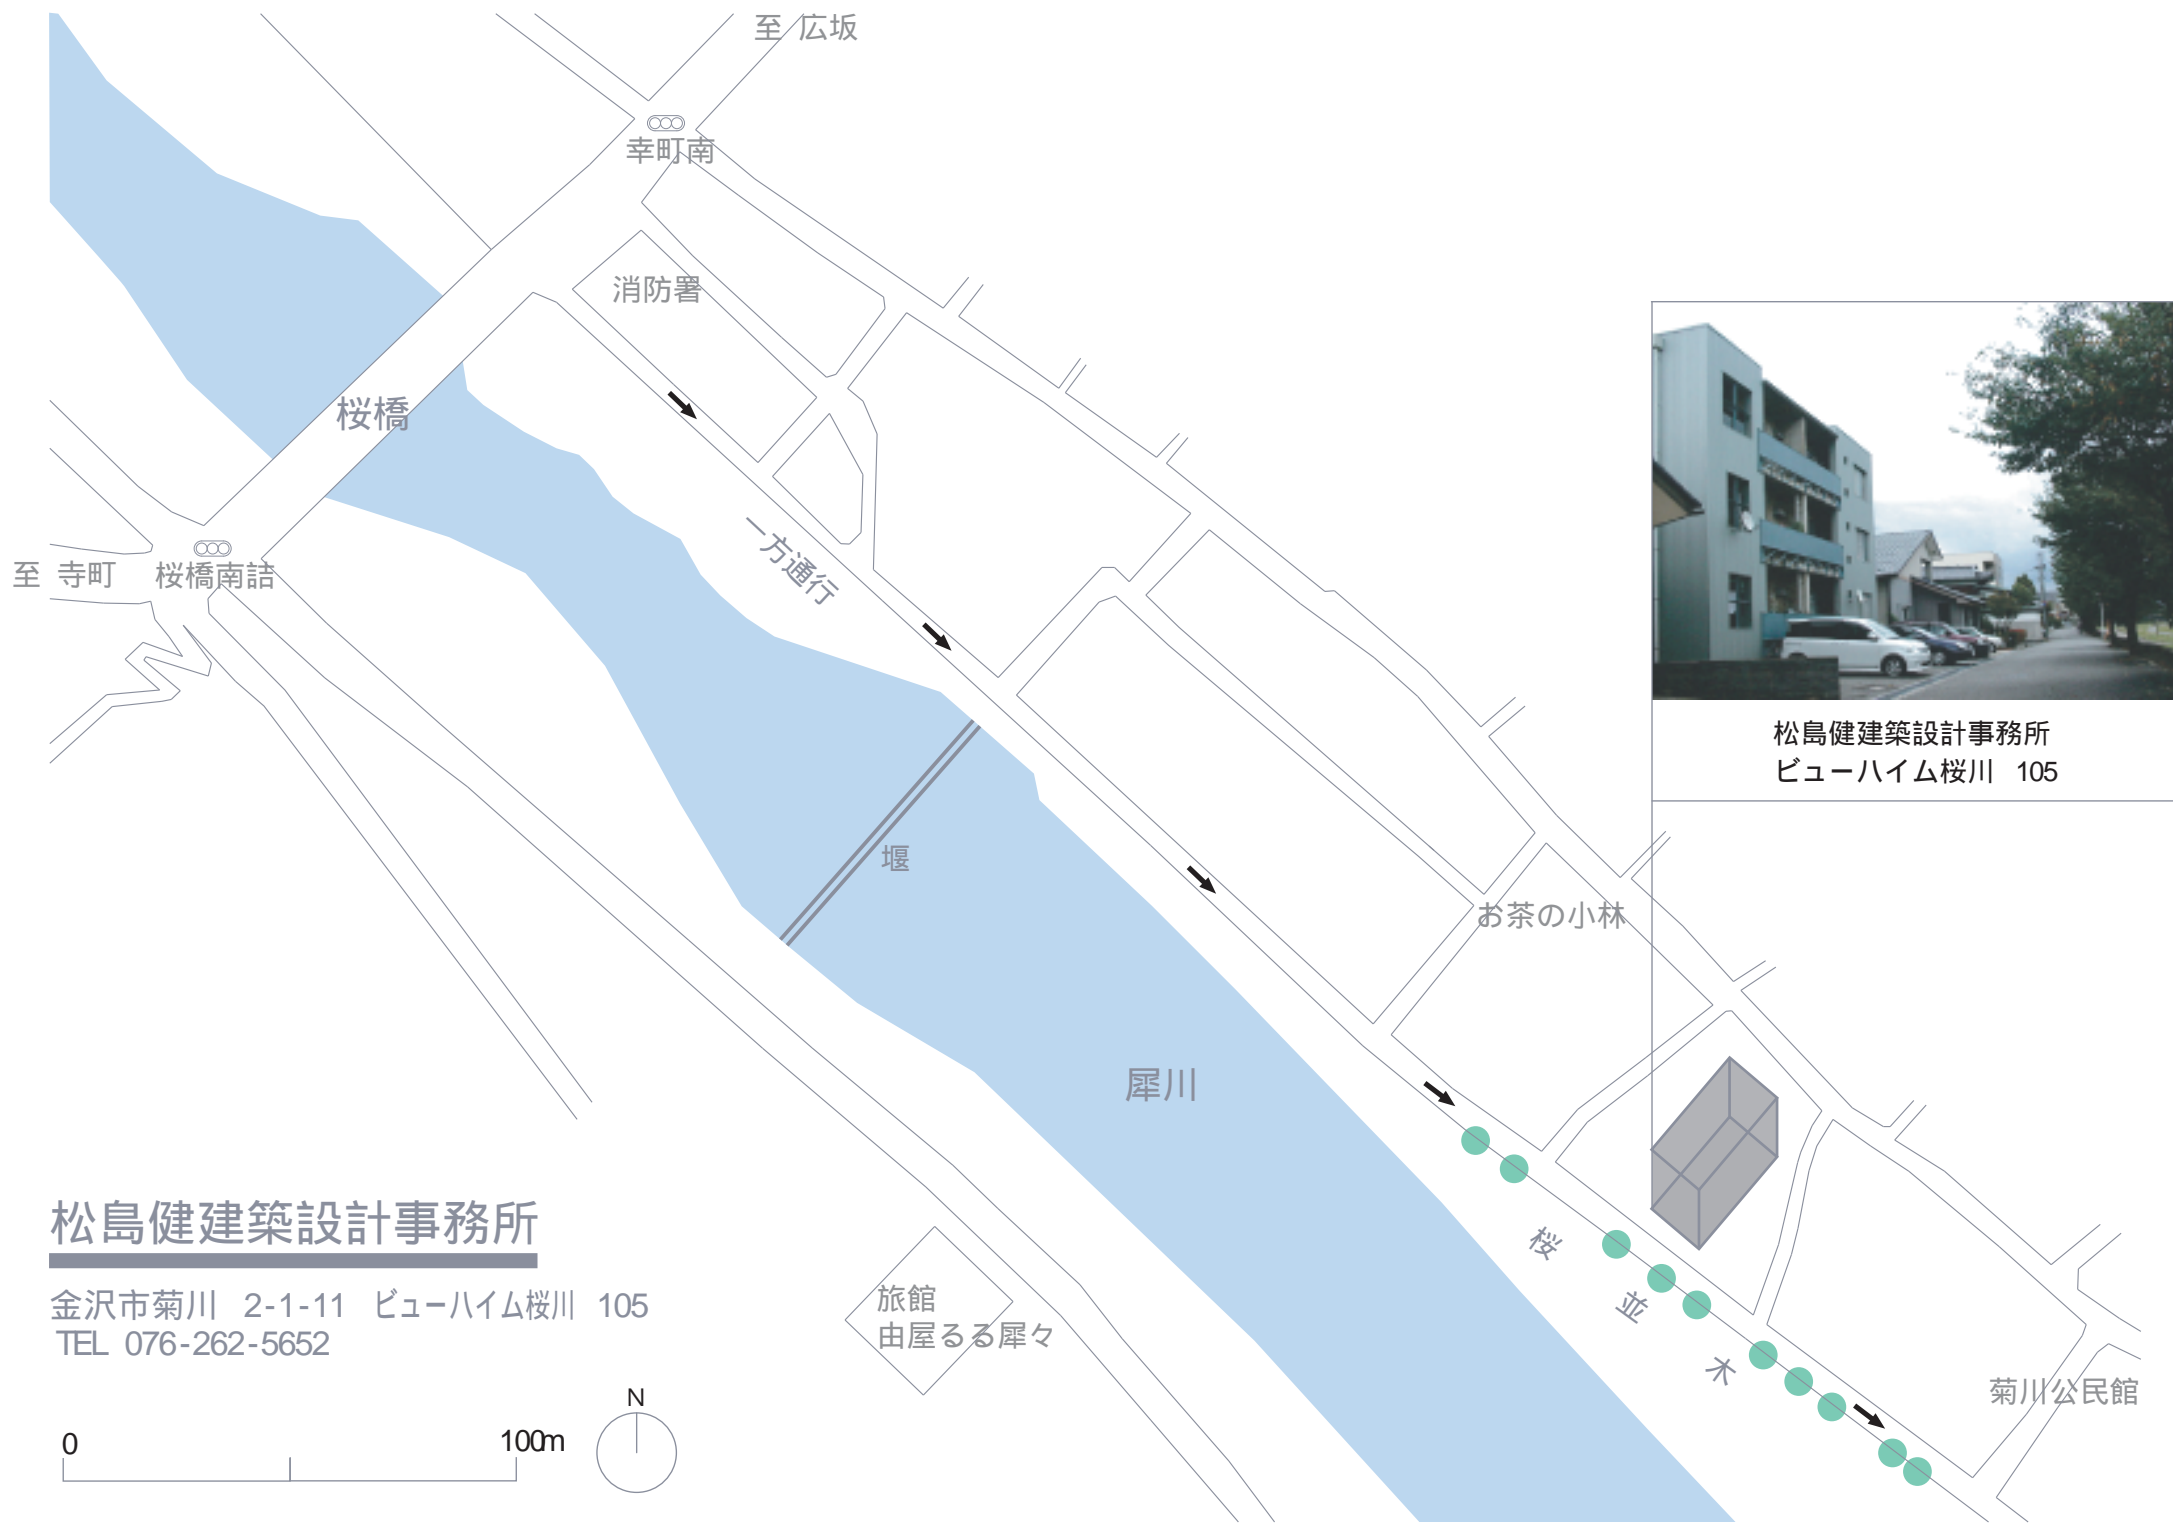 至 広坂
幸町南
消防署
桜橋
一方通行
至 寺町
桜橋南詰
松島健建築設計事務所
ビューハイム桜川 105
堰
お茶の小林
犀川
松島健建築設計事務所
金沢市菊川 2-1-11 ビューハイム桜川 105
TEL 076-262-5652
旅館
由屋るる犀々
桜並木
菊川公民館
0 100m
N